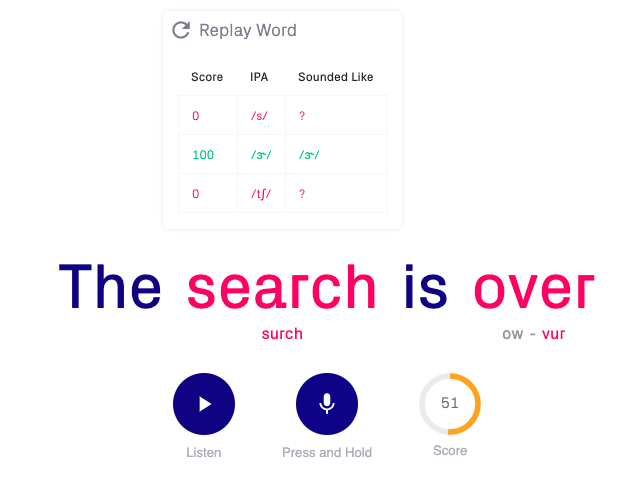 Replay Word
Score IPA Sounded Like
0 /s/ ?
100 /ɝ/ /ɝ/
0 /tʃ/ ?
The search is over
surch ow - vur
51
Listen Press and Hold Score